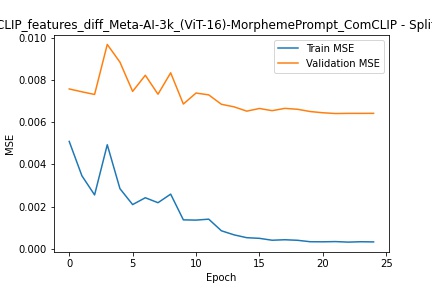 CLIP_features_diff_Meta-AI-3k_(ViT-16)-MorphemePrompt_ComCLIP - Split
0.010
0.008
0.006
0.004
0.002
0.000
MSE
Train MSE
Validation MSE
0 5 10 15 20 25
Epoch